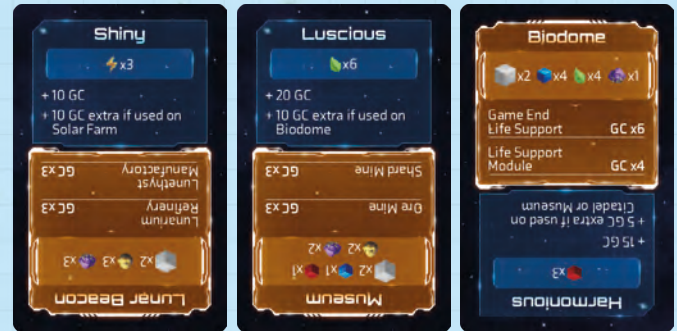 Shiny
x3
+ 10 GC
+ 10 GC extra if used on
Solar Farm
Lunar Beacon
x2 x3 x3
Lunarium
Refinery GC x3
Lunethyst
Manufactory GC x3
Luscious
x6
+ 20 GC
+ 10 GC extra if used on
Biodome
Museum
x2 x1 x1
x2 x2
Ore Mine GC x3
Shard Mine GC x3
Biodome
x2 x4 x4 x1
Game End
Life Support GC x6
Life Support
Module GC x4
Harmonious
x3
+ 15 GC
+ 5 GC extra if used on
Citadel or Museum